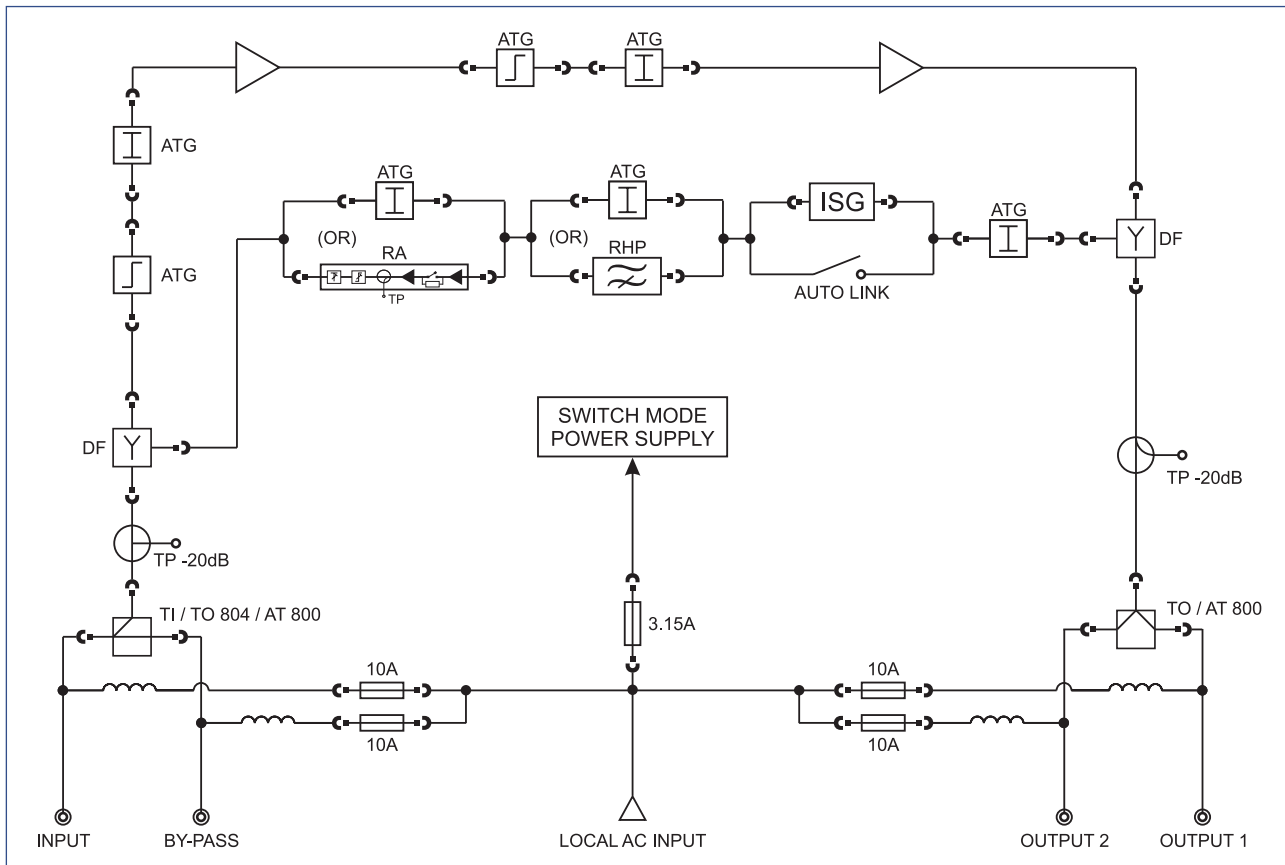 ATG
ATG
ATG
ATG
ATG
ISG
(OR)
(OR)
ATG
DF
RA
RHP
ATG
TP
AUTO LINK
SWITCH MODE
POWER SUPPLY
DF
TP -20dB
TP -20dB
TI / TO 804 / AT 800
3.15A
TO / AT 800
10A
10A
10A
10A
INPUT
BY-PASS
LOCAL AC INPUT
OUTPUT 2
OUTPUT 1